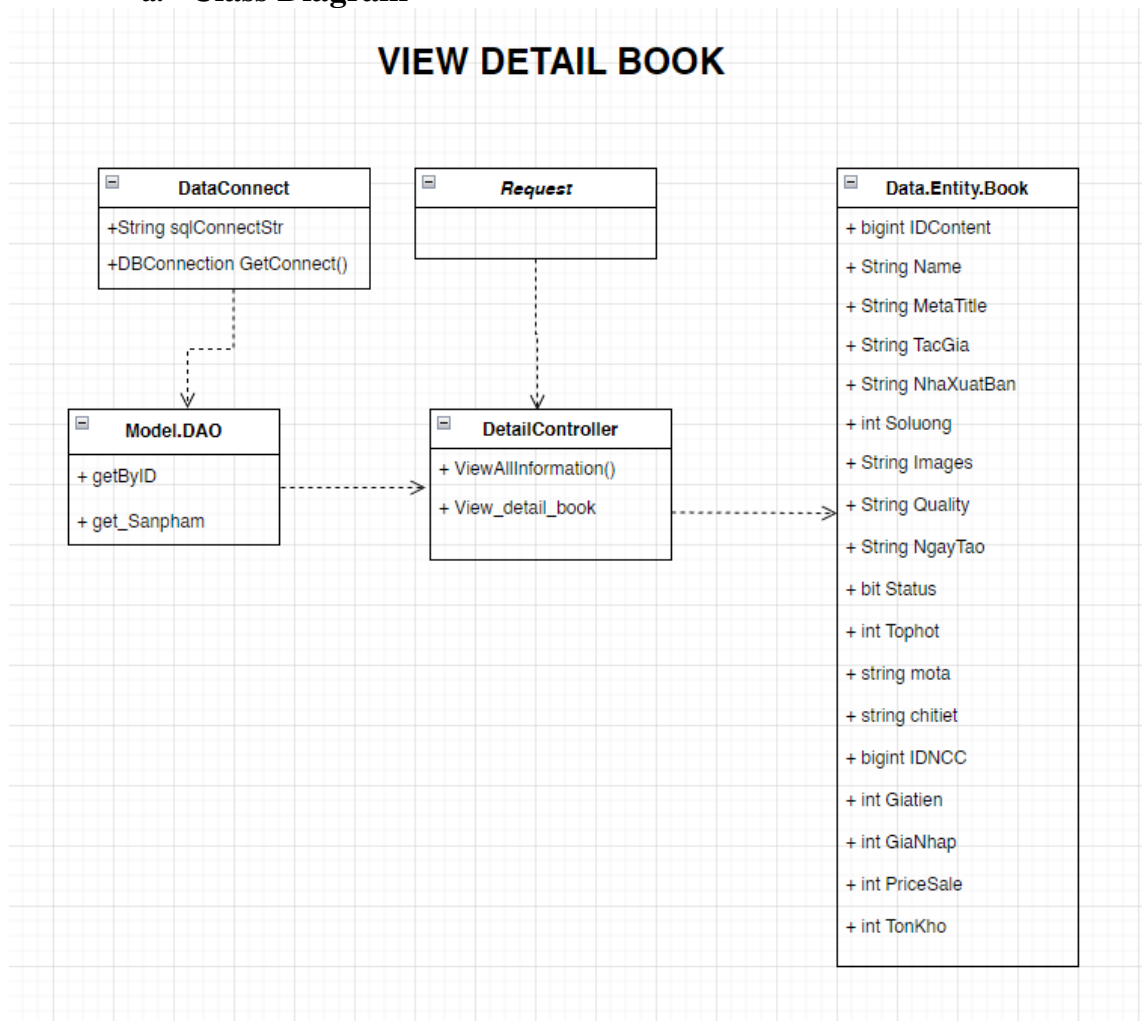 a. Class Diagram
VIEW DETAIL BOOK
DataConnect
+String sqlConnectStr
+DBConnection GetConnect()
Request
Data.Entity.Book
+ bigint IDContent
+ String Name
+ String MetaTitle
+ String TacGia
+ String NhaXuatBan
+ int Soluong
+ String Images
+ String Quality
+ String NgayTao
+ bit Status
+ int Tophot
+ string mota
+ string chitiet
+ bigint IDNCC
+ int Giatien
+ int GiaNhap
+ int PriceSale
+ int TonKho
Model.DAO
+ getByID
+ get_Sanpham
DetailController
+ ViewAllInformation()
+ View_detail_book